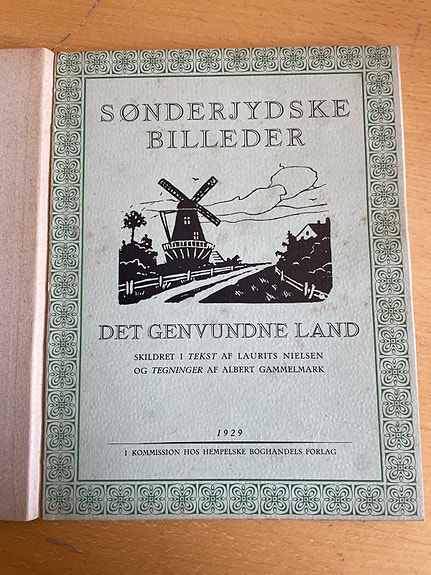 SØNDERJYDSKE
BILLEDER
DET GENVUNDNE LAND
SKILDRET I TEKST AF LAURITS NIELSEN
OG TEGNINGER AF ALBERT GAMMELMARK
1929
I KOMMISSION HOS HEMPELSKE BOGHANDELS FORLAG